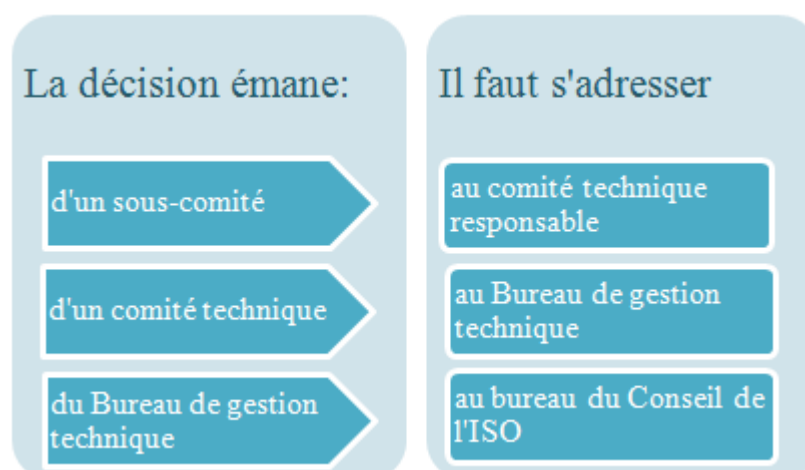 La décision émane:
d'un sous-comité
d'un comité technique
du Bureau de gestion
technique
Il faut s'adresser
au comité technique
responsable
au Bureau de gestion
technique
au bureau du Conseil de
l'ISO